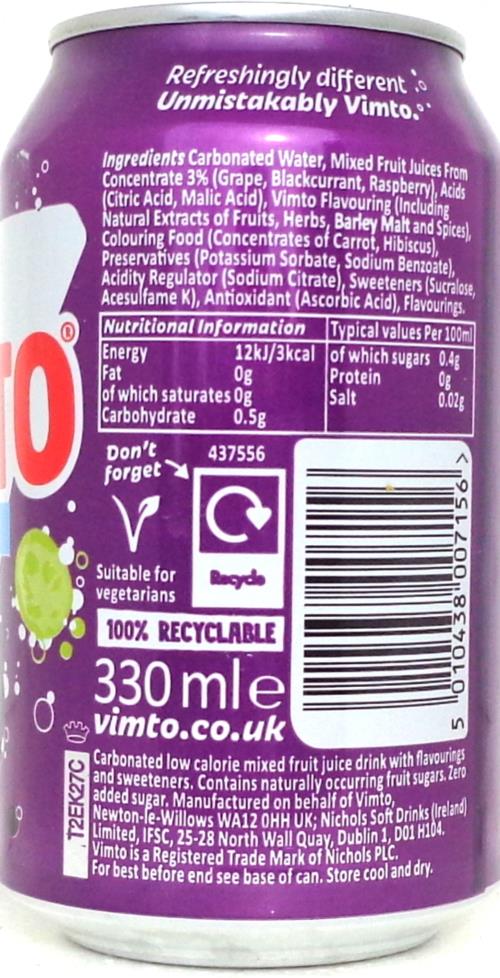 Refreshingly different
Unmistakably Vimto.
Ingredients Carbonated Water, Mixed Fruit Juices From
Concentrate 3% (Grape, Blackcurrant, Raspberry), Acids
(Citric Acid, Malic Acid), Vimto Flavouring (Including
Natural Extracts of Fruits, Herbs, Barley Malt and Spices),
Colouring Food (Concentrates of Carrot, Hibiscus),
Preservatives (Potassium Sorbate, Sodium Benzoate),
Acidity Regulator (Sodium Citrate), Sweeteners (Sucralose,
Acesulfame K), Antioxidant (Ascorbic Acid), Flavourings.
Nutritional Information Typical values Per 100ml
Energy 12kJ/3kcal of which sugars 0.4g
Fat 0g Protein 0g
of which saturates 0g Salt 0.02g
Carbohydrate 0.5g
TO®
Don't
forget
437556
Recycle
Suitable for
vegetarians
100% RECYCLABLE
330 ml e
vimto.co.uk
5 010438 007156 >
T2EK27C
Carbonated low calorie mixed fruit juice drink with flavourings
and sweeteners. Contains naturally occurring fruit sugars. Zero
added sugar. Manufactured on behalf of Vimto,
Newton-le-Willows WA12 0HH UK; Nichols Soft Drinks (Ireland)
Limited, IFSC, 25-28 North Wall Quay, Dublin 1, D01 H104.
Vimto is a Registered Trade Mark of Nichols PLC.
For best before end see base of can. Store cool and dry.